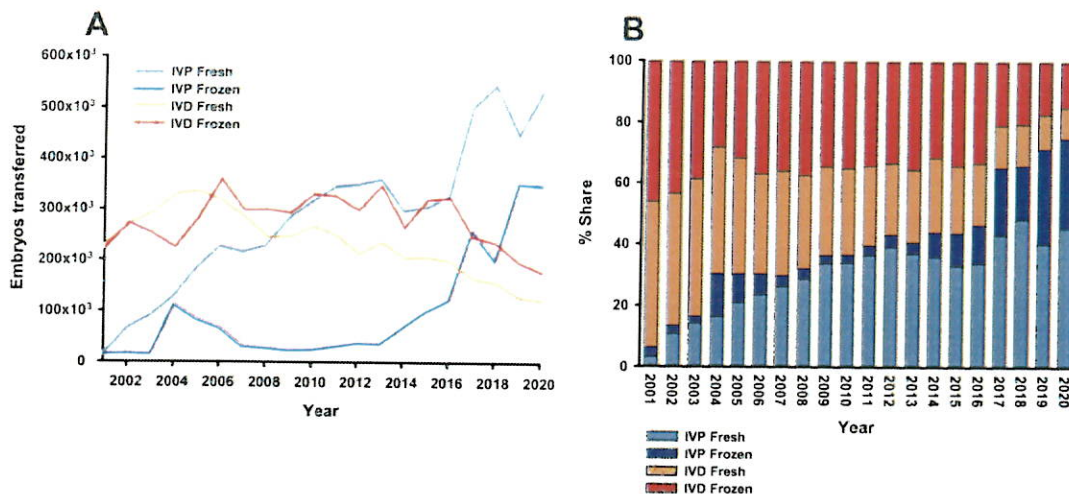 A
600x10³
500x10³
400x10³
300x10³
200x10³
100x10³
0
Embryos transferred
IVP Fresh
IVP Frozen
IVD Fresh
IVD Frozen
2002 2004 2006 2008 2010 2012 2014 2016 2018 2020
Year
B
100
80
60
40
20
0
% Share
2001 2002 2003 2004 2005 2006 2007 2008 2009 2010 2011 2012 2013 2014 2015 2016 2017 2018 2019 2020
Year
IVP Fresh
IVP Frozen
IVD Fresh
IVD Frozen